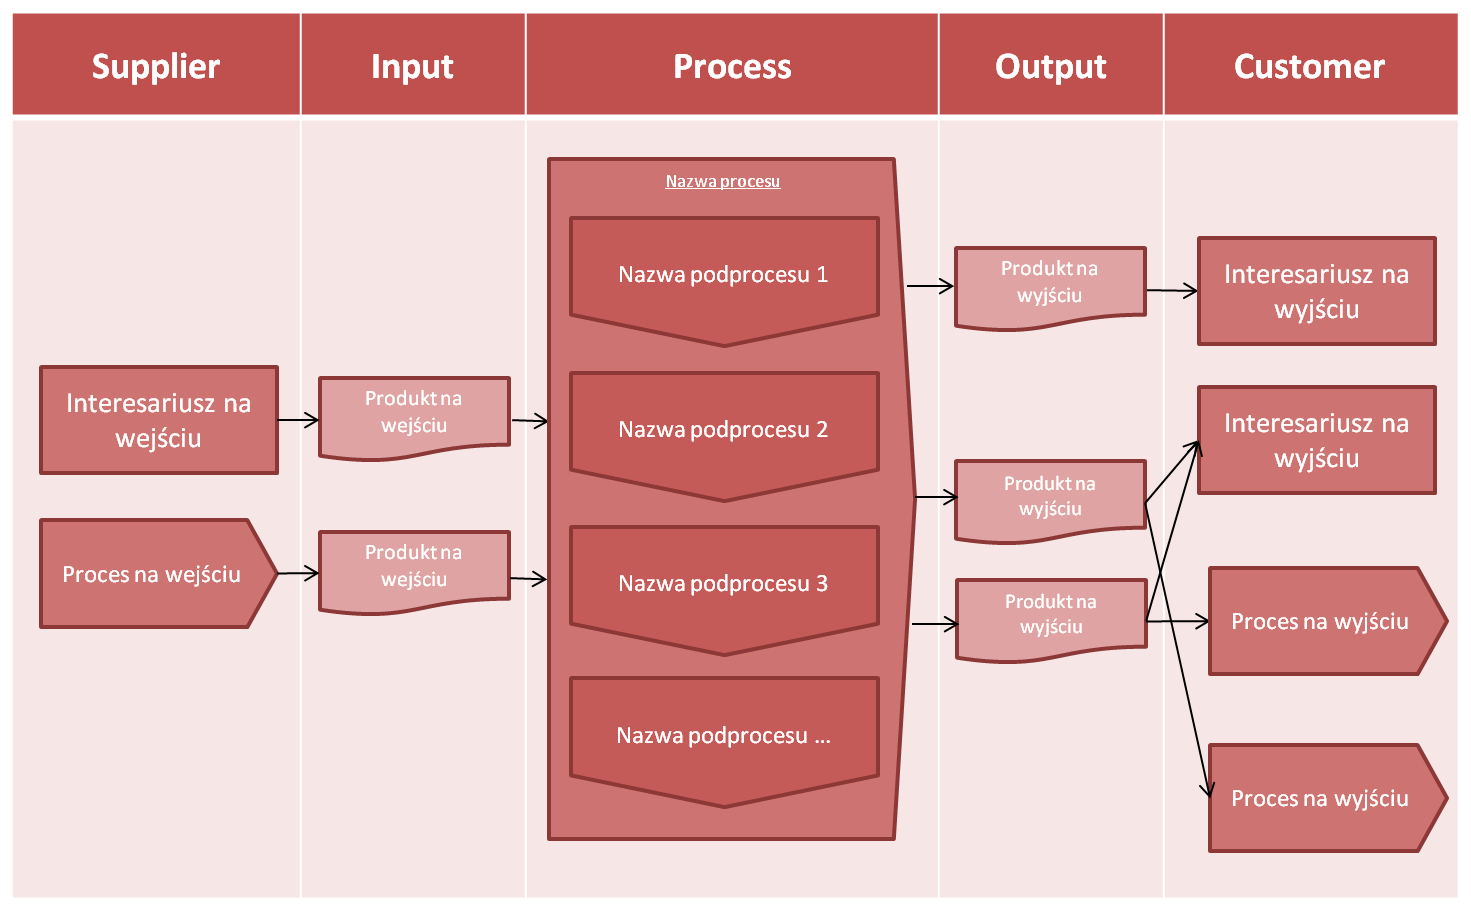 Supplier
Input
Process
Output
Customer
Interesariusz na
wejściu
Proces na wejściu
Produkt na
wejściu
Produkt na
wejściu
Nazwa procesu
Nazwa podprocesu 1
Nazwa podprocesu 2
Nazwa podprocesu 3
Nazwa podprocesu ...
Produkt na
wyjściu
Produkt na
wyjściu
Produkt na
wyjściu
Interesariusz na
wyjściu
Interesariusz na
wyjściu
Proces na wyjściu
Proces na wyjściu